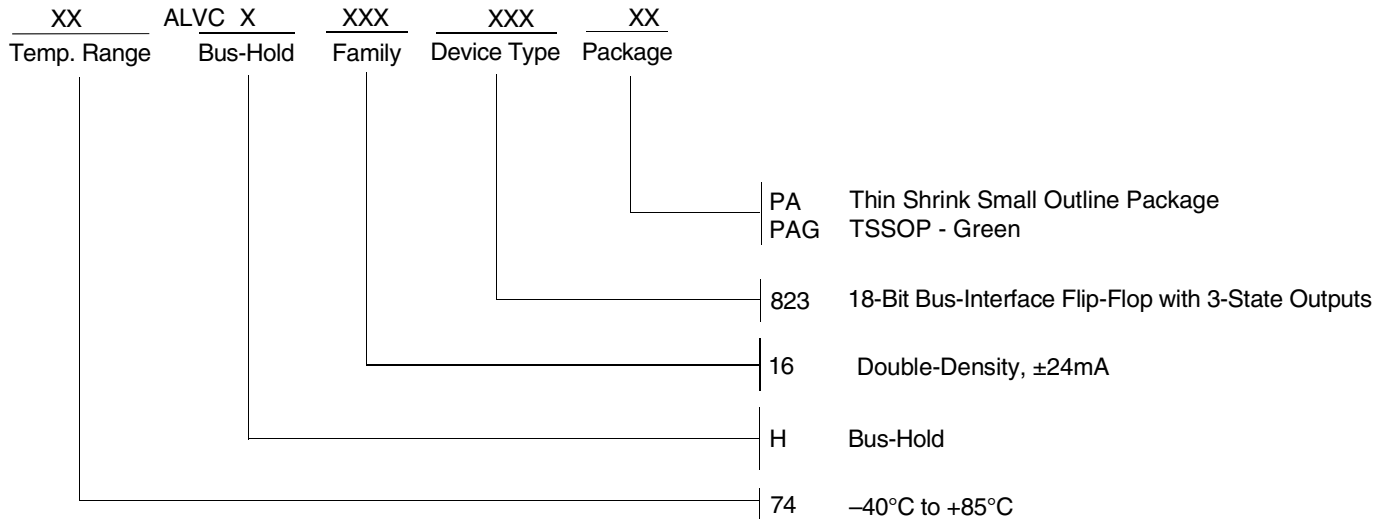 XX ALVC X XXX XXX XX
Temp. Range Bus-Hold Family Device Type Package
PA Thin Shrink Small Outline Package
PAG TSSOP - Green
823 18-Bit Bus-Interface Flip-Flop with 3-State Outputs
16 Double-Density, ±24mA
H Bus-Hold
74 –40°C to +85°C